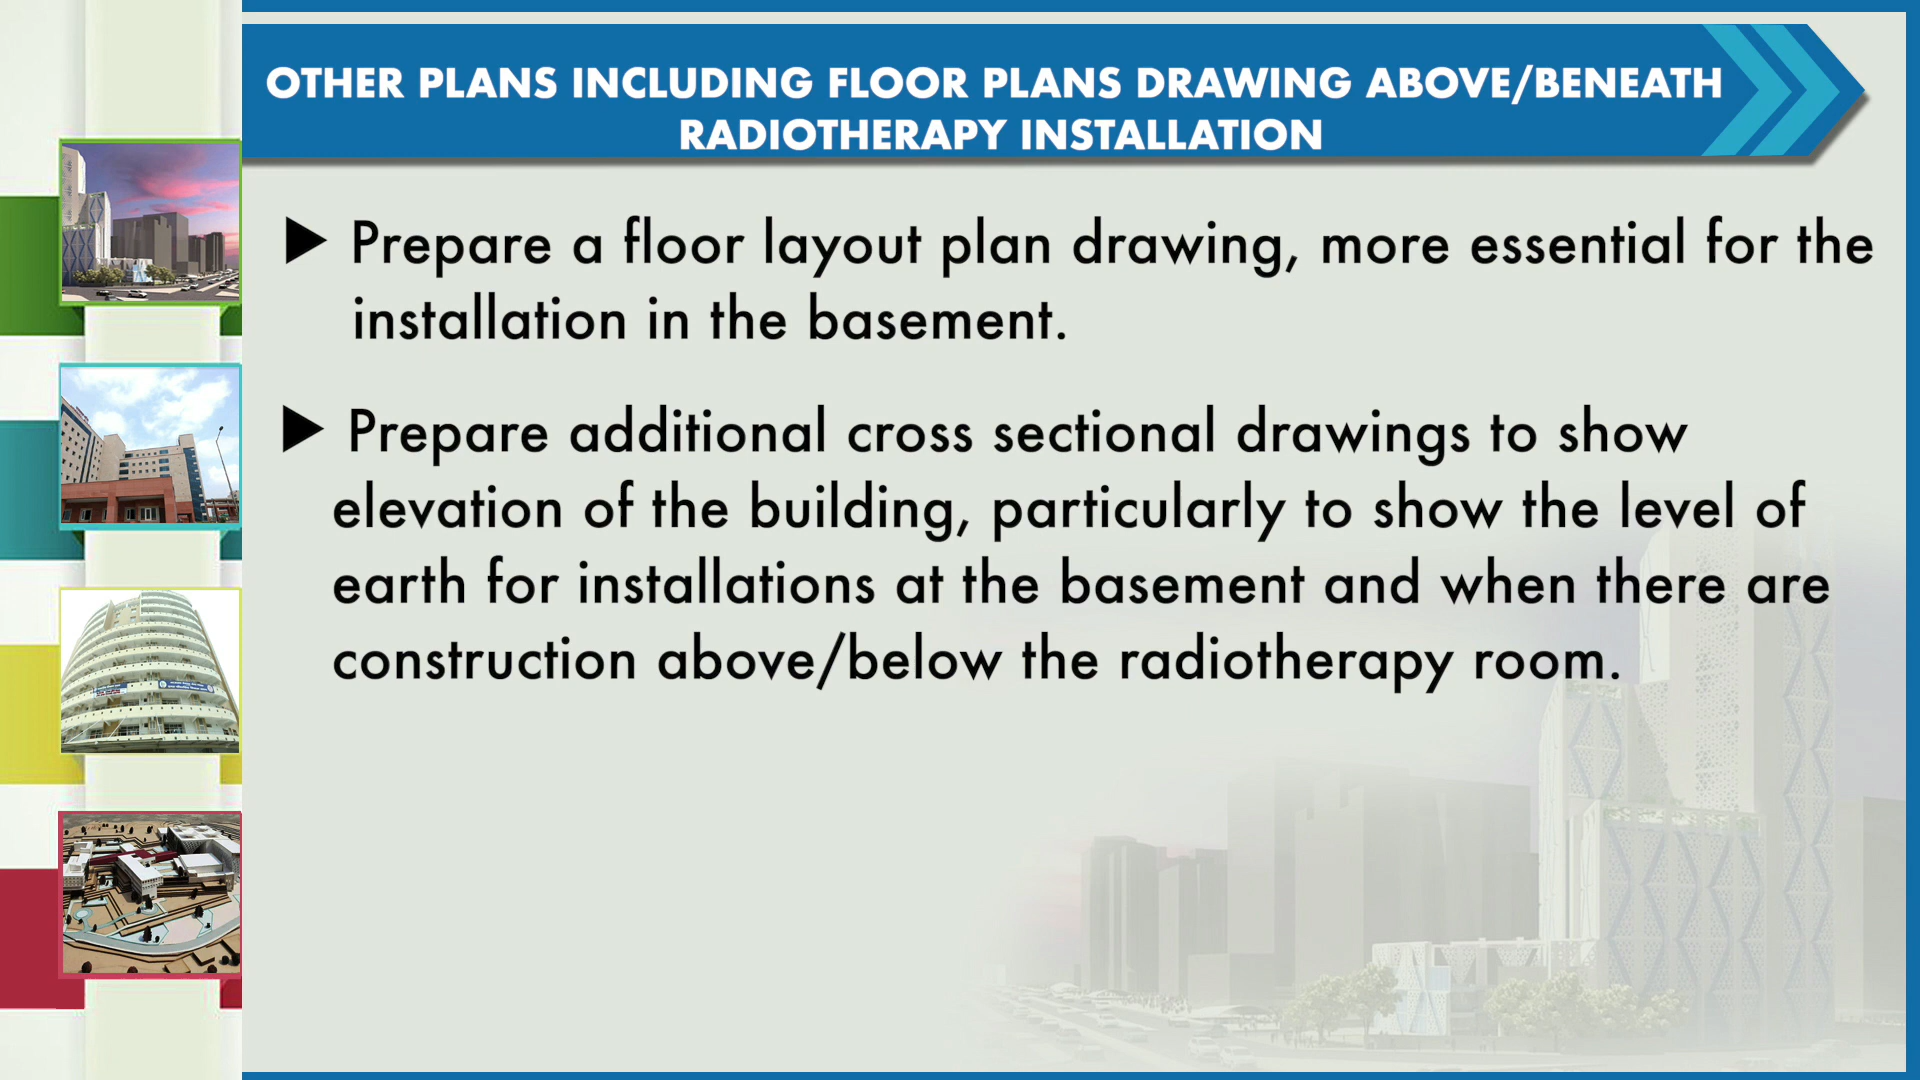 OTHER PLANS INCLUDING FLOOR PLANS DRAWING ABOVE/BENEATH
RADIOTHERAPY INSTALLATION
▶ Prepare a floor layout plan drawing, more essential for the
installation in the basement.
▶ Prepare additional cross sectional drawings to show
elevation of the building, particularly to show the level of
earth for installations at the basement and when there are
construction above/below the radiotherapy room.